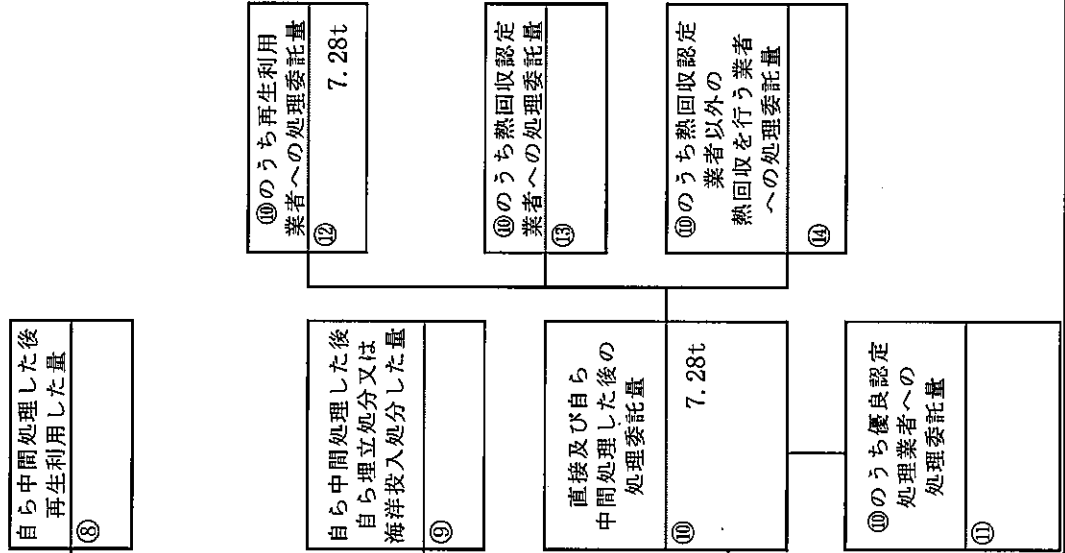 自ら中間処理した後
再生利用した量
⑧
自ら中間処理した後
自ら埋立処分又は
海洋投入処分した量
⑨
直接及び自ら
中間処理した後の
処理委託量
⑩
7.28t
⑩のうち優良認定
処理業者への
処理委託量
⑪
⑩のうち再生利用
業者への処理委託量
⑫
7.28t
⑩のうち熱回収認定
業者への処理委託量
⑬
⑩のうち熱回収認定
業者以外の
熱回収を行う業者
への処理委託量
⑭